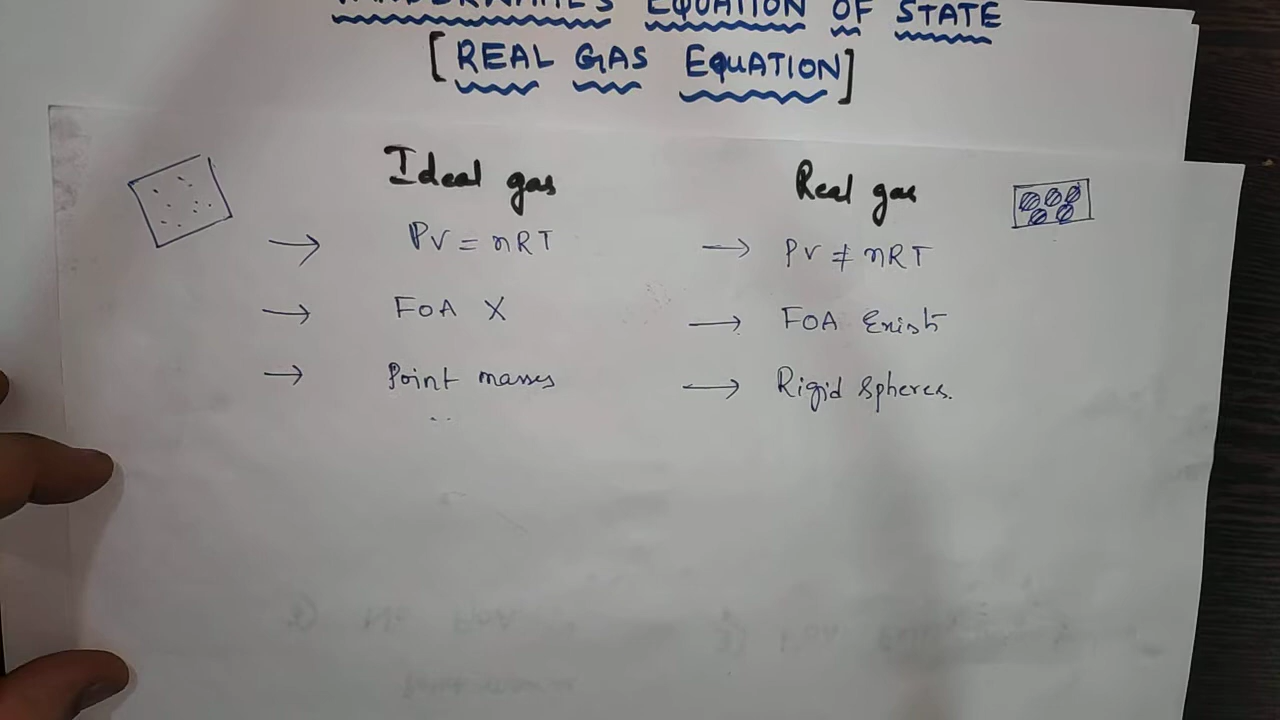 EQUATION OF STATE
[REAL GAS EQUATION]
Ideal gas
Real gas
→ PV = nRT
→ PV ≠ nRT
→ FOA X
→ FOA Exists
→ Point masses
→ Rigid Spheres.